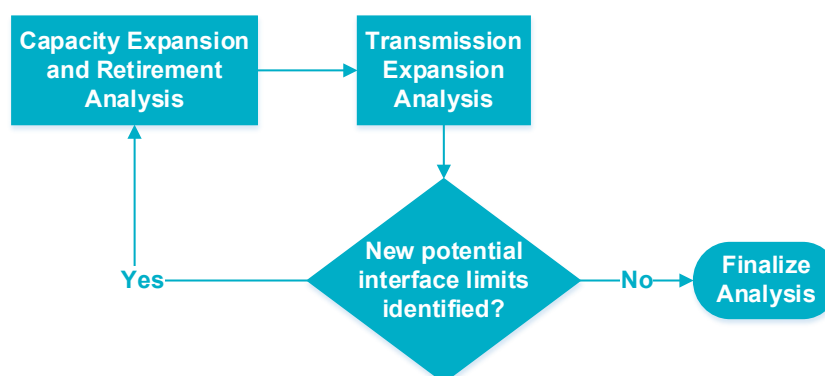 Capacity Expansion
and Retirement
Analysis
Transmission
Expansion
Analysis
New potential
interface limits
identified?
Yes
No
Finalize
Analysis